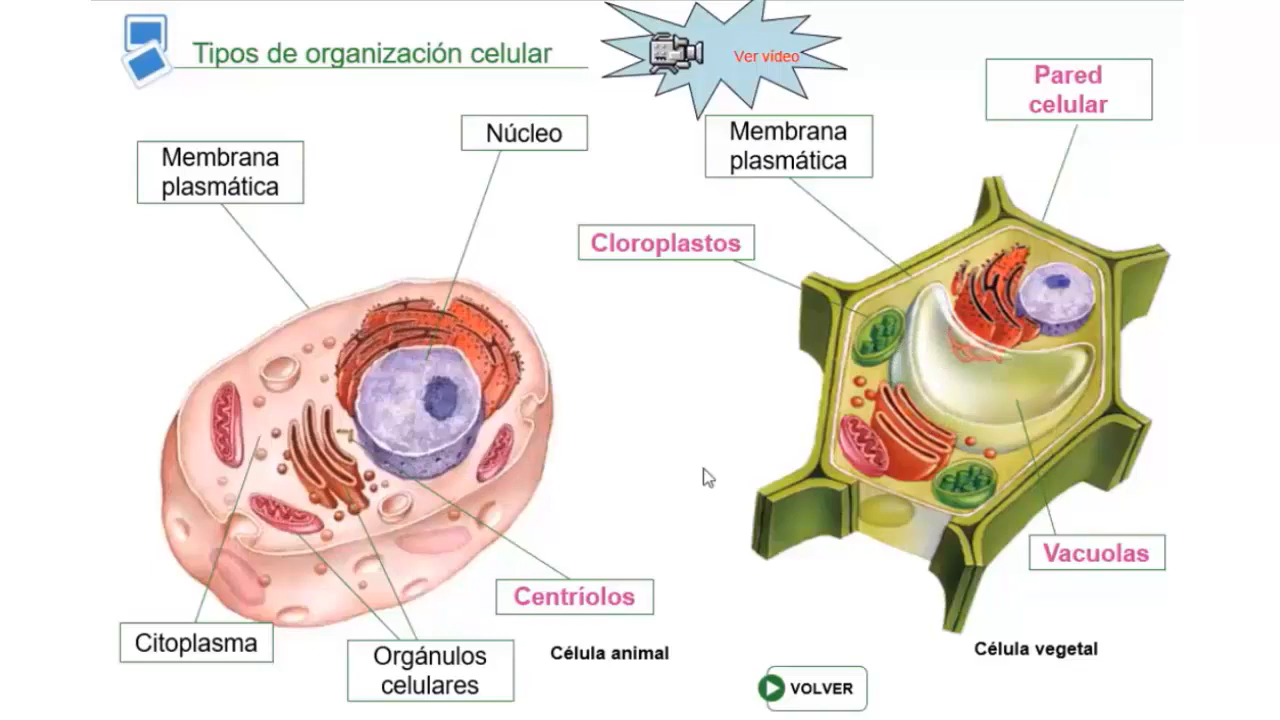 Tipos de organización celular
Ver vídeo
Pared
celular
Núcleo
Membrana
plasmática
Membrana
plasmática
Cloroplastos
Vacuolas
Centríolos
Citoplasma
Orgánulos
celulares
Célula animal
Célula vegetal
VOLVER